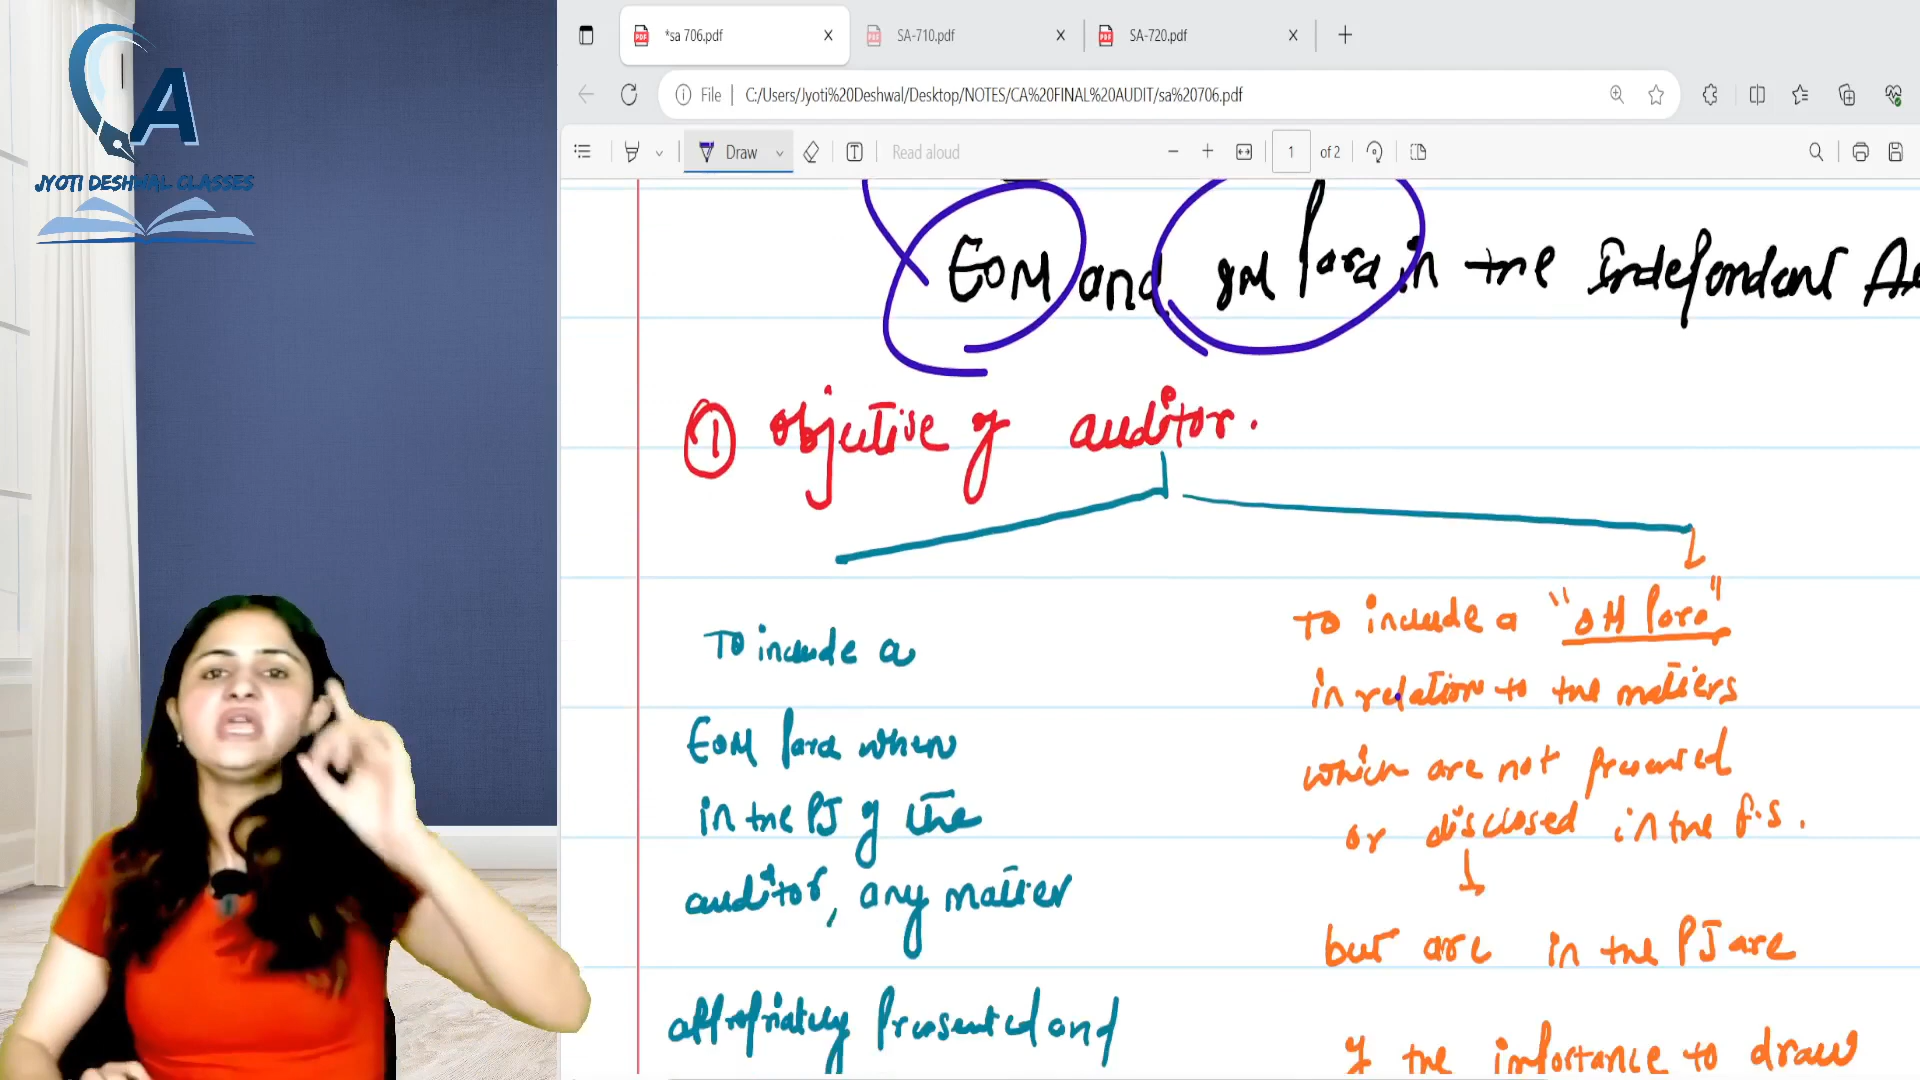 *sa 706.pdf
SA-710.pdf
SA-720.pdf
File
C:/Users/Jyoti%20Deshwal/Desktop/NOTES/CA%20FINAL%20AUDIT/sa%20706.pdf
Draw
Read aloud
1 of 2
CA
JYOTI DESHWAL CLASSES
EOM and OM Para in the Independent
① objective of auditor.
To include a
EOM Para when
in the PJ of the
auditor, any matter
appropriately Presented and
To include a "OM Para"
in relation to the matters
which are not presented
or disclosed in the f.s.
but are in the PJ are
of the importance to draw